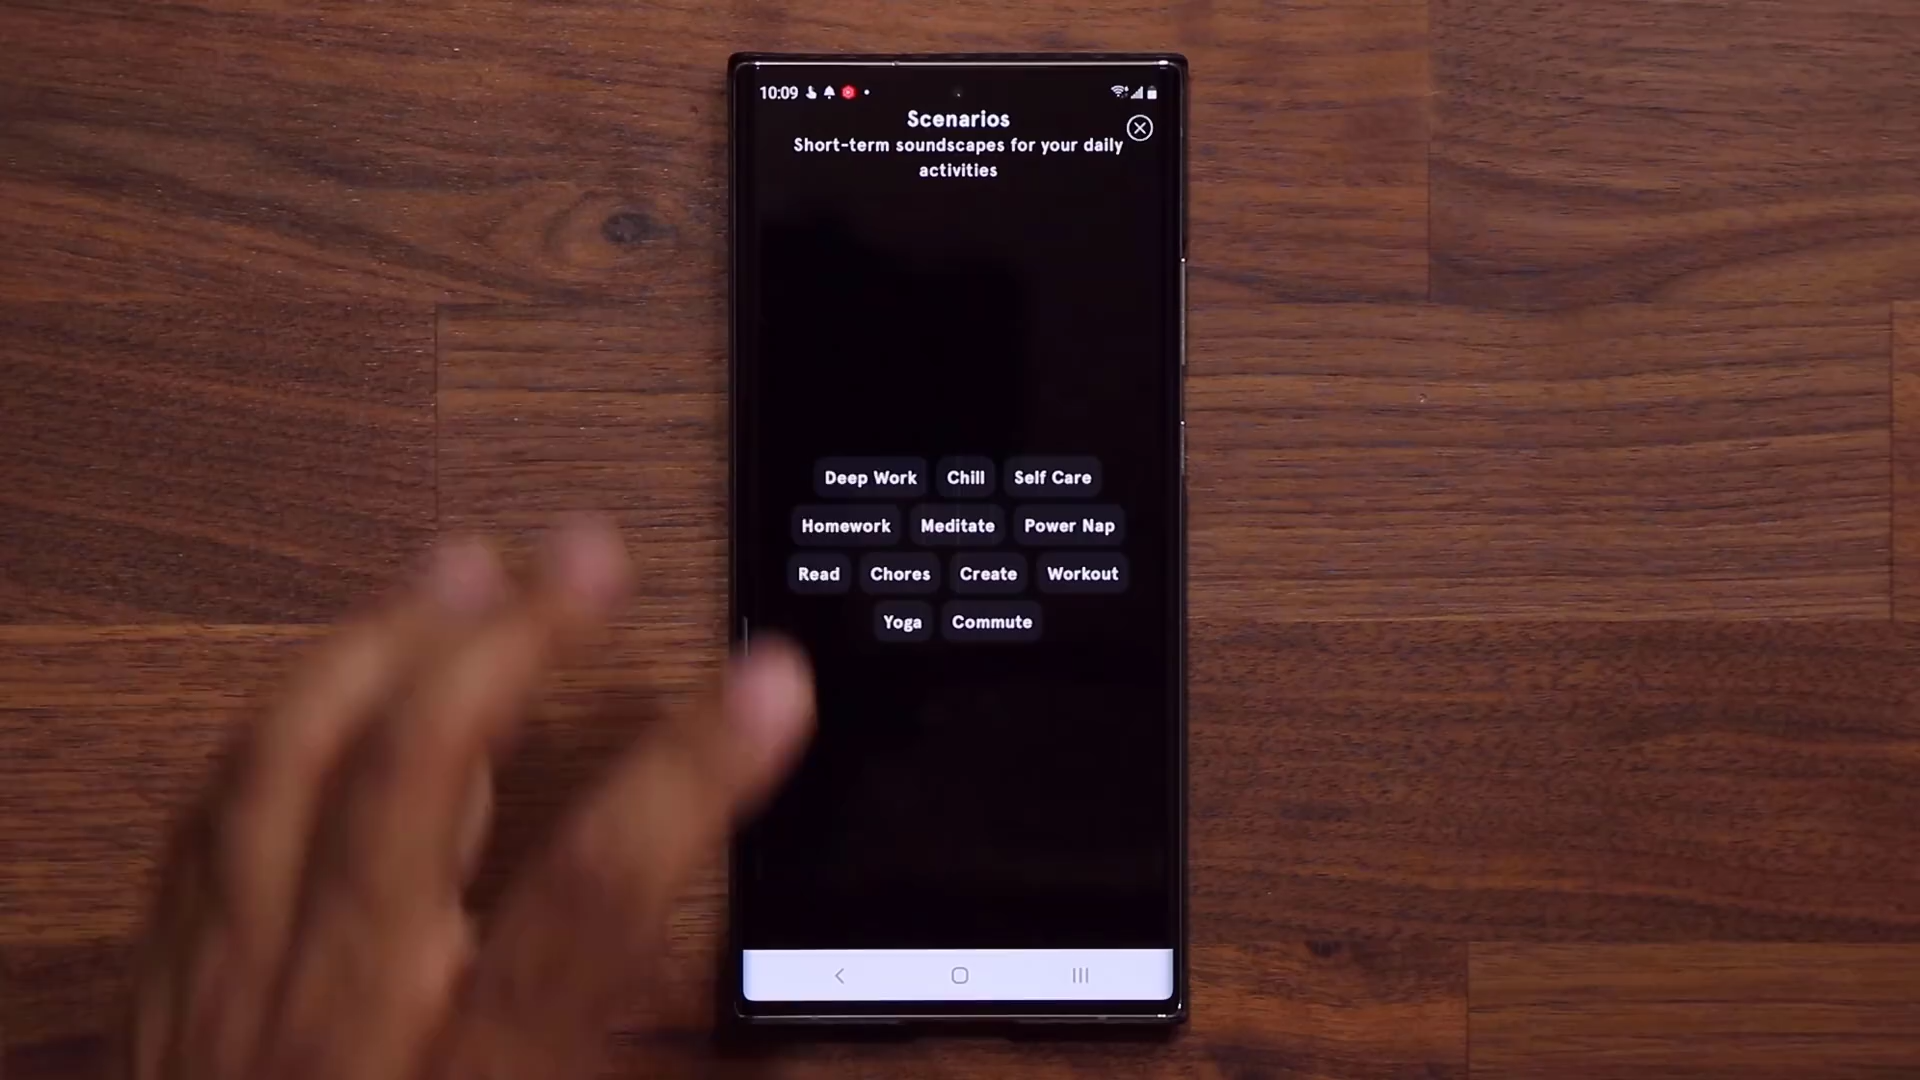 10:09
Scenarios
Short-term soundscapes for your daily
activities
Deep Work Chill Self Care
Homework Meditate Power Nap
Read Chores Create Workout
Yoga Commute